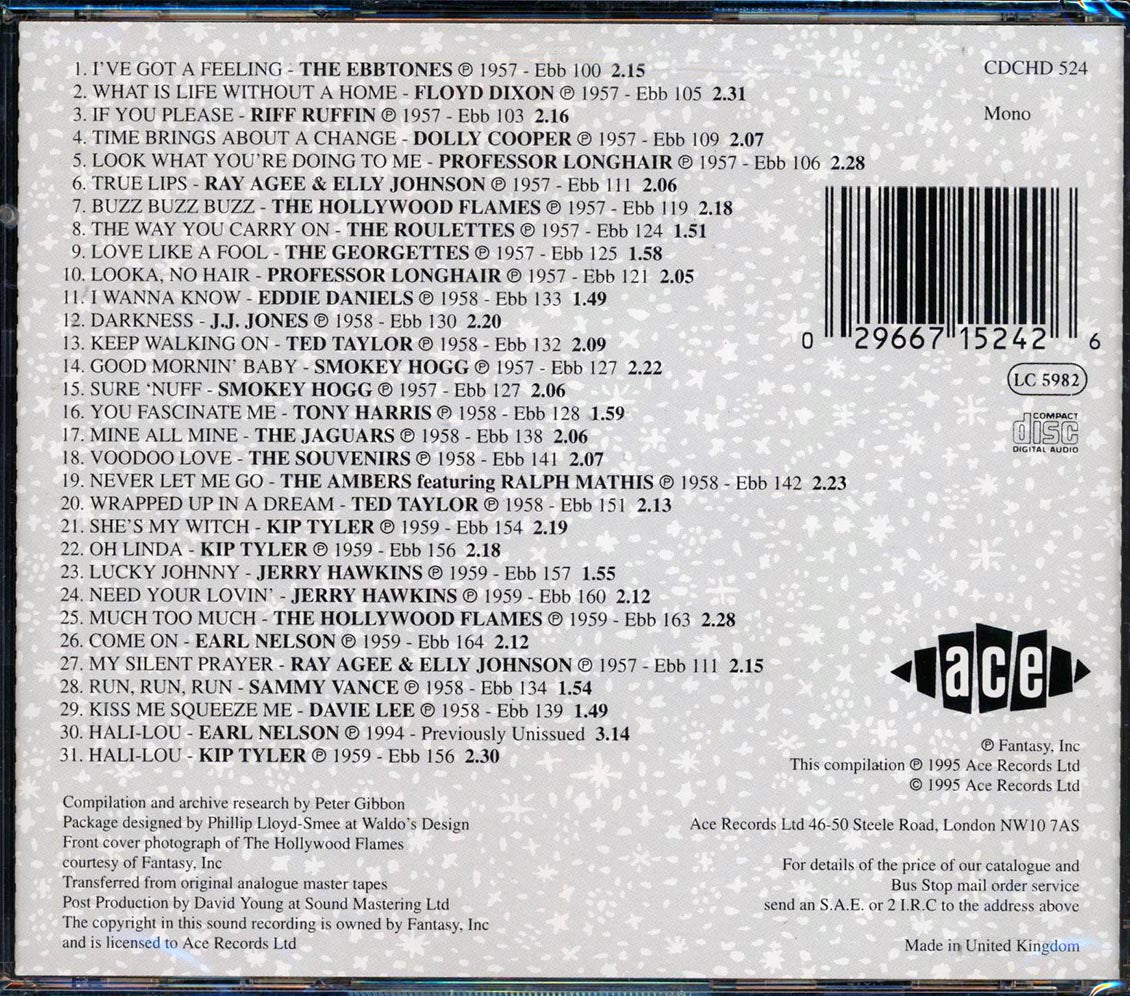 1. I'VE GOT A FEELING - THE EBBTONES ℗ 1957 - Ebb 100 2.15
2. WHAT IS LIFE WITHOUT A HOME - FLOYD DIXON ℗ 1957 - Ebb 105 2.31
3. IF YOU PLEASE - RIFF RUFFIN ℗ 1957 - Ebb 103 2.16
4. TIME BRINGS ABOUT A CHANGE - DOLLY COOPER ℗ 1957 - Ebb 109 2.07
5. LOOK WHAT YOU'RE DOING TO ME - PROFESSOR LONGHAIR ℗ 1957 - Ebb 106 2.28
6. TRUE LIPS - RAY AGEE & ELLY JOHNSON ℗ 1957 - Ebb 111 2.06
7. BUZZ BUZZ BUZZ - THE HOLLYWOOD FLAMES ℗ 1957 - Ebb 119 2.18
8. THE WAY YOU CARRY ON - THE ROULETTES ℗ 1957 - Ebb 124 1.51
9. LOVE LIKE A FOOL - THE GEORGETTES ℗ 1957 - Ebb 125 1.58
10. LOOKA, NO HAIR - PROFESSOR LONGHAIR ℗ 1957 - Ebb 121 2.05
11. I WANNA KNOW - EDDIE DANIELS ℗ 1958 - Ebb 133 1.49
12. DARKNESS - J.J. JONES ℗ 1958 - Ebb 130 2.20
13. KEEP WALKING ON - TED TAYLOR ℗ 1958 - Ebb 132 2.09
14. GOOD MORNIN' BABY - SMOKEY HOGG ℗ 1957 - Ebb 127 2.22
15. SURE 'NUFF - SMOKEY HOGG ℗ 1957 - Ebb 127 2.06
16. YOU FASCINATE ME - TONY HARRIS ℗ 1958 - Ebb 128 1.59
17. MINE ALL MINE - THE JAGUARS ℗ 1958 - Ebb 138 2.06
18. VOODOO LOVE - THE SOUVENIRS ℗ 1958 - Ebb 141 2.07
19. NEVER LET ME GO - THE AMBERS featuring RALPH MATHIS ℗ 1958 - Ebb 142 2.23
20. WRAPPED UP IN A DREAM - TED TAYLOR ℗ 1958 - Ebb 151 2.13
21. SHE'S MY WITCH - KIP TYLER ℗ 1959 - Ebb 154 2.19
22. OH LINDA - KIP TYLER ℗ 1959 - Ebb 156 2.18
23. LUCKY JOHNNY - JERRY HAWKINS ℗ 1959 - Ebb 157 1.55
24. NEED YOUR LOVIN' - JERRY HAWKINS ℗ 1959 - Ebb 160 2.12
25. MUCH TOO MUCH - THE HOLLYWOOD FLAMES ℗ 1959 - Ebb 163 2.28
26. COME ON - EARL NELSON ℗ 1959 - Ebb 164 2.12
27. MY SILENT PRAYER - RAY AGEE & ELLY JOHNSON ℗ 1957 - Ebb 111 2.15
28. RUN, RUN, RUN - SAMMY VANCE ℗ 1958 - Ebb 134 1.54
29. KISS ME SQUEEZE ME - DAVIE LEE ℗ 1958 - Ebb 139 1.49
30. HALI-LOU - EARL NELSON ℗ 1994 - Previously Unissued 3.14
31. HALI-LOU - KIP TYLER ℗ 1959 - Ebb 156 2.30
Compilation and archive research by Peter Gibbon
Package designed by Phillip Lloyd-Smee at Waldo's Design
Front cover photograph of The Hollywood Flames
courtesy of Fantasy, Inc
Transferred from original analogue master tapes
Post Production by David Young at Sound Mastering Ltd
The copyright in this sound recording is owned by Fantasy, Inc
and is licensed to Ace Records Ltd
CDCHD 524
Mono
0 29667 15242 6
LC 5982
COMPACT
disc
DIGITAL AUDIO
ace
℗ Fantasy, Inc
This compilation ℗ 1995 Ace Records Ltd
© 1995 Ace Records Ltd
Ace Records Ltd 46-50 Steele Road, London NW10 7AS
For details of the price of our catalogue and
Bus Stop mail order service
send an S.A.E. or 2 I.R.C to the address above
Made in United Kingdom